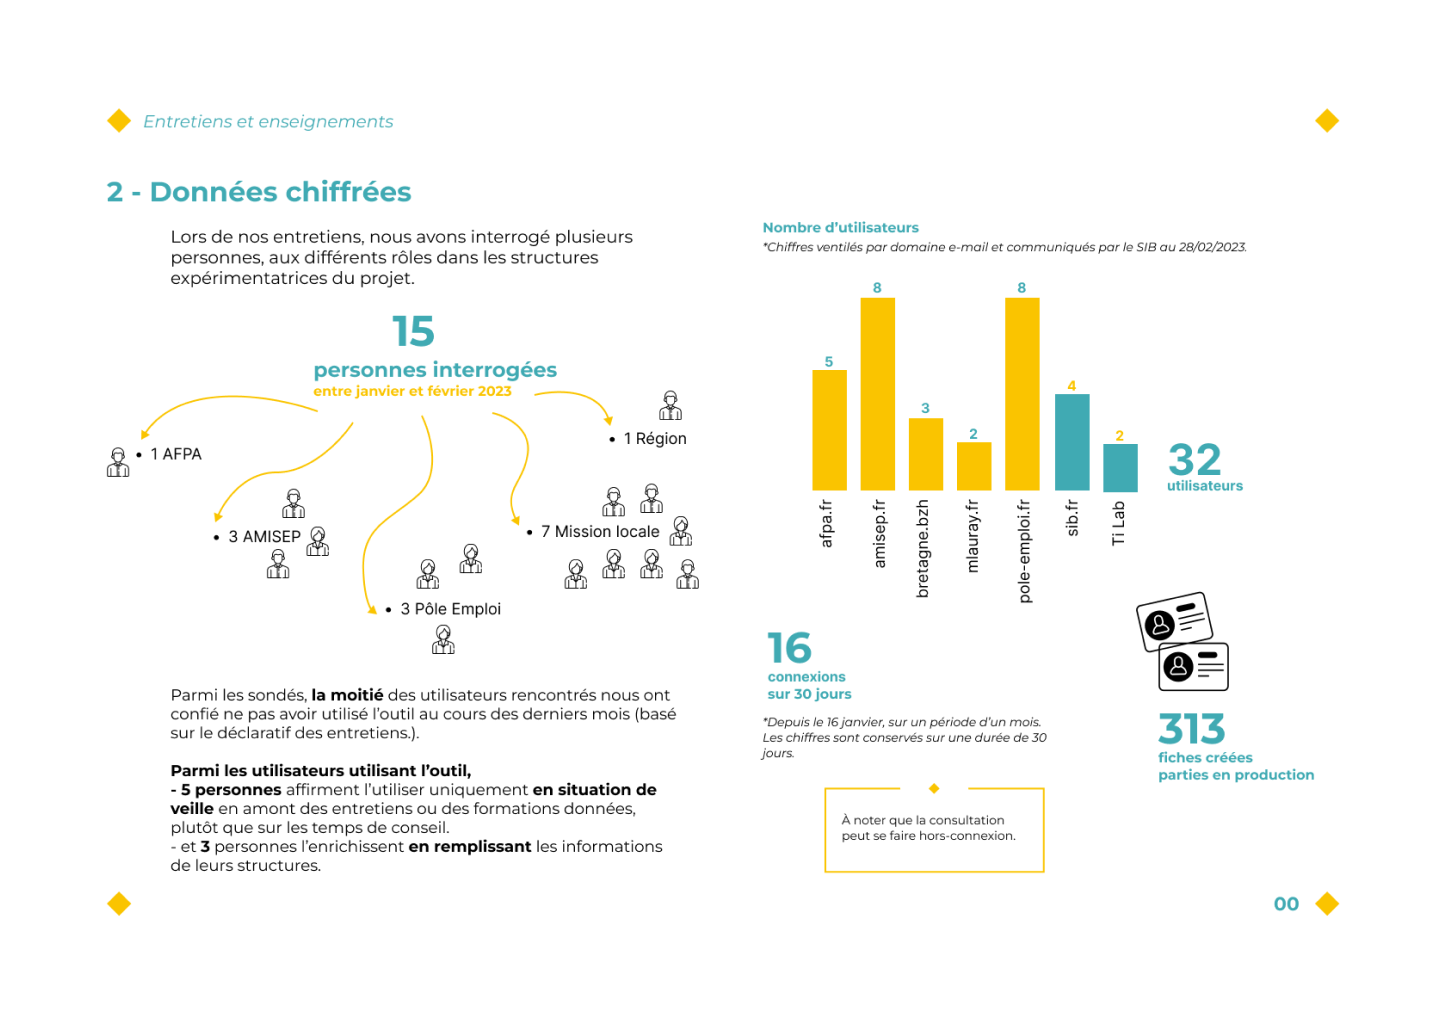 Entretiens et enseignements
2 - Données chiffrées
Lors de nos entretiens, nous avons interrogé plusieurs
personnes, aux différents rôles dans les structures
expérimentatrices du projet.
15
personnes interrogées
entre janvier et février 2023
• 1 Région
• 1 AFPA
• 7 Mission locale
• 3 AMISEP
• 3 Pôle Emploi
Parmi les sondés, la moitié des utilisateurs rencontrés nous ont
confié ne pas avoir utilisé l’outil au cours des derniers mois (basé
sur le déclaratif des entretiens.).
Parmi les utilisateurs utilisant l’outil,
- 5 personnes affirment l’utiliser uniquement en situation de
veille en amont des entretiens ou des formations données,
plutôt que sur les temps de conseil.
- et 3 personnes l’enrichissent en remplissant les informations
de leurs structures.
Nombre d’utilisateurs
*Chiffres ventilés par domaine e-mail et communiqués par le SIB au 28/02/2023.
5
8
3
2
8
4
2
afpa.fr
amisep.fr
bretagne.bzh
mlauray.fr
pole-emploi.fr
sib.fr
Ti Lab
32
utilisateurs
16
connexions
sur 30 jours
*Depuis le 16 janvier, sur un période d’un mois.
Les chiffres sont conservés sur une durée de 30
jours.
313
fiches créées
parties en production
À noter que la consultation
peut se faire hors-connexion.
00